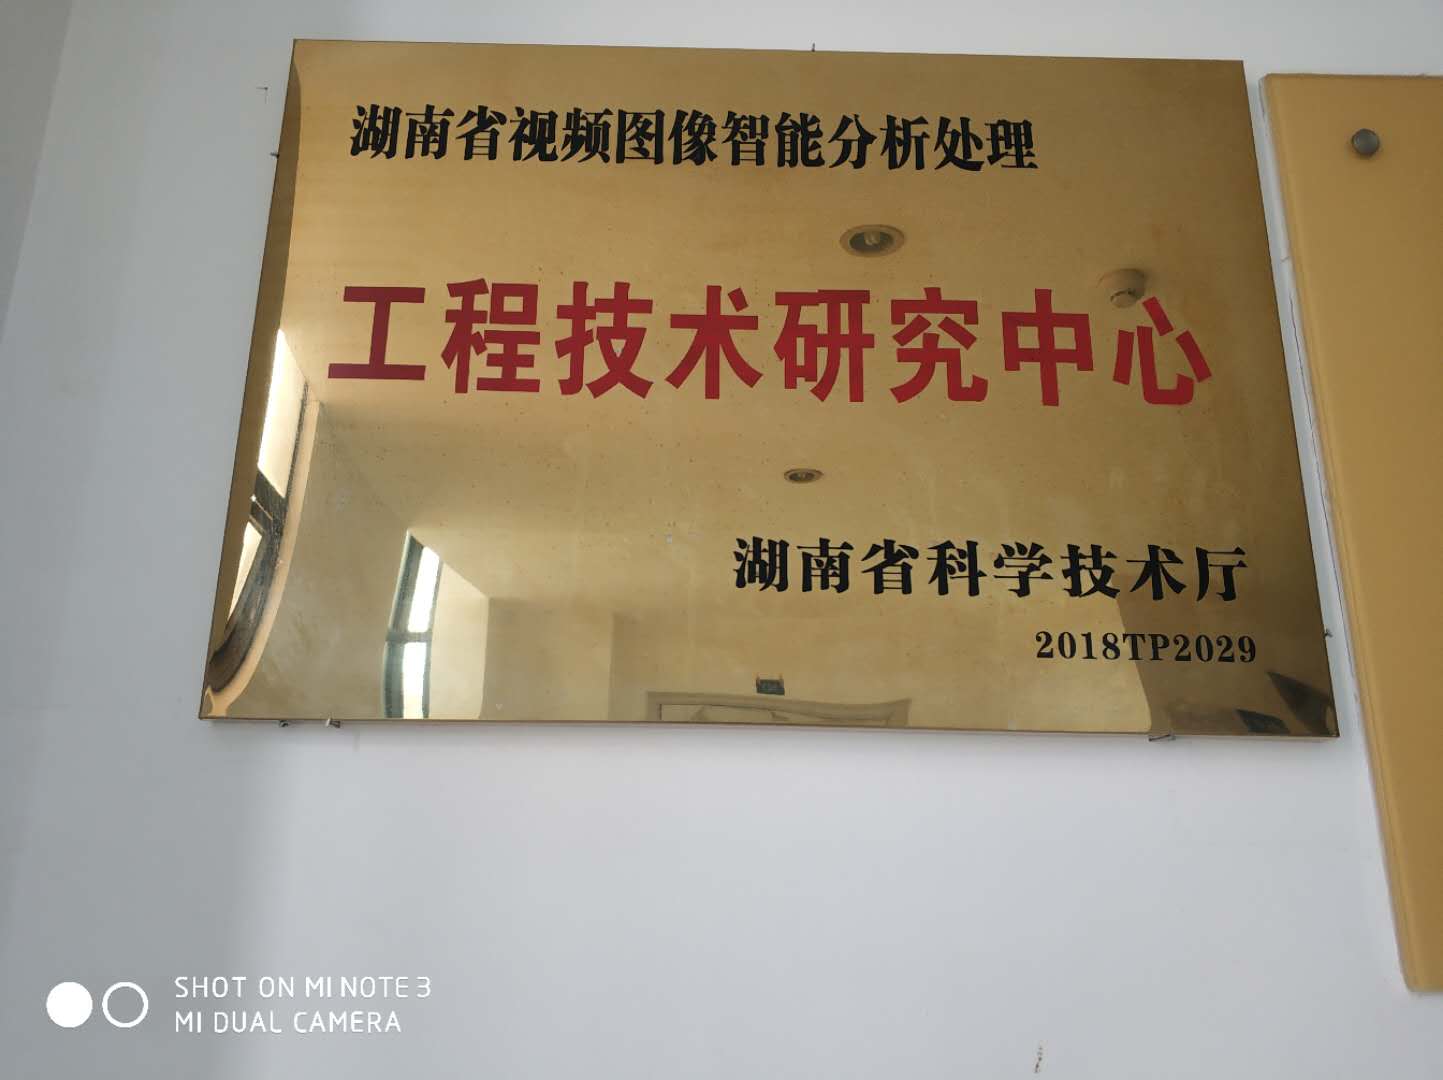 湖南省视频图像智能分析处理
工程技术研究中心
湖南省科学技术厅
2018TP2029
SHOT ON MI NOTE 3
MI DUAL CAMERA